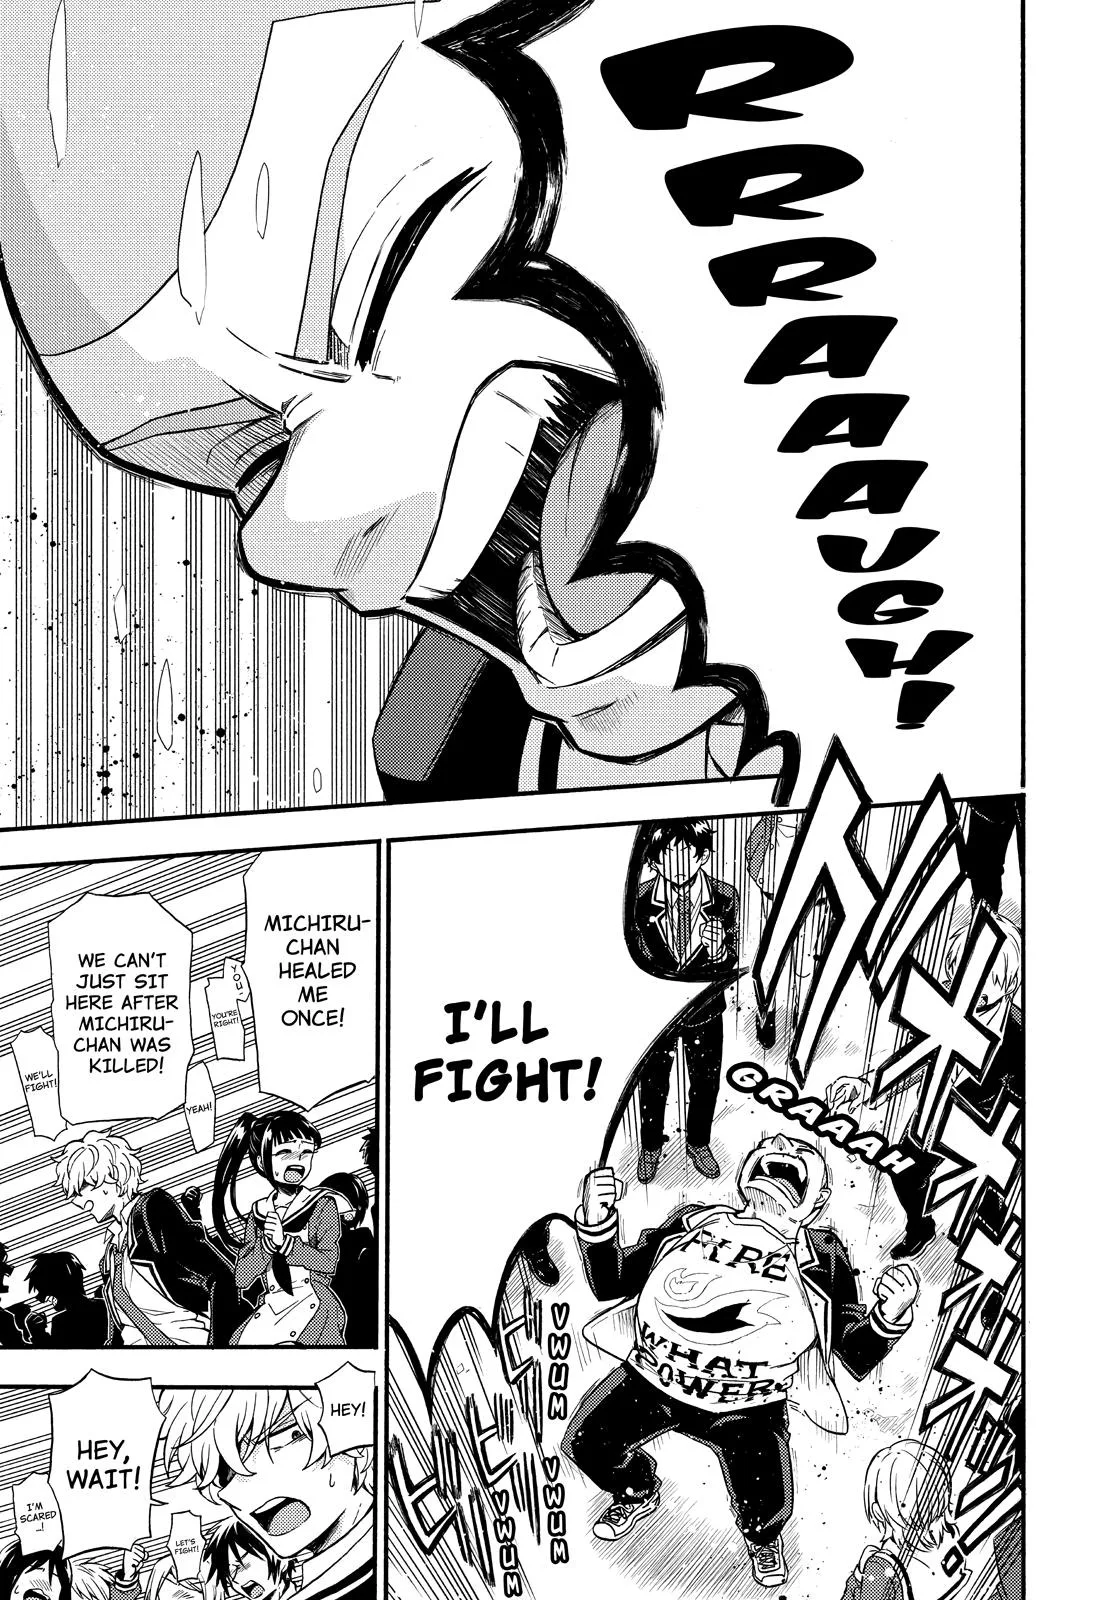 RRRAAAUGH!
I'LL
FIGHT!
GRAAAAH
FIRE
WHAT
POWER
VWUM
VWUM
VWUM
MICHIRU-
CHAN
HEALED
ME
ONCE!
YOU'RE
RIGHT!
WE CAN'T
JUST SIT
HERE AFTER
MICHIRU-
CHAN WAS
KILLED!
YEAH!
WE'LL
FIGHT!
HEY!
HEY,
WAIT!
LET'S
FIGHT!
I'M
SCARED
...!